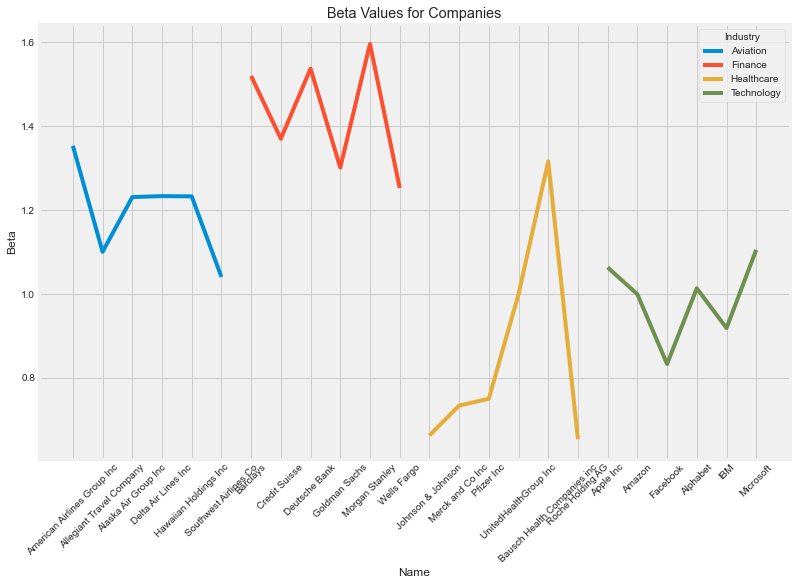 Beta Values for Companies
Industry
Aviation
Finance
Healthcare
Technology
1.6
1.4
1.2
1.0
0.8
Beta
American Airlines Group Inc
Allegiant Travel Company
Alaska Air Group Inc
Delta Air Lines Inc
Hawaiian Holdings Inc
Southwest Airlines Co
Barclays
Credit Suisse
Deutsche Bank
Goldman Sachs
Morgan Stanley
Wells Fargo
Johnson & Johnson
Merck and Co Inc
Pfizer Inc
UnitedHealthGroup Inc
Bausch Health Companies inc
Roche Holding AG
Apple Inc
Amazon
Facebook
Alphabet
IBM
Microsoft
Name